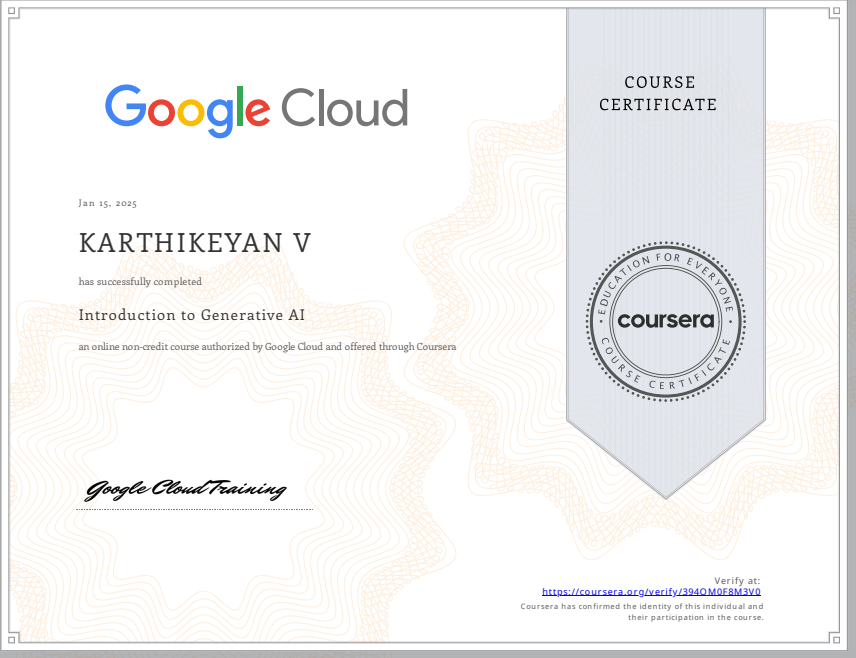 Google Cloud
COURSE
CERTIFICATE
Jan 15, 2025
KARTHIKEYAN V
has successfully completed
Introduction to Generative AI
an online non-credit course authorized by Google Cloud and offered through Coursera
EDUCATION FOR EVERYONE
coursera
COURSE CERTIFICATE
Google Cloud Training
Verify at:
https://coursera.org/verify/394OM0F8M3V0
Coursera has confirmed the identity of this individual and
their participation in the course.